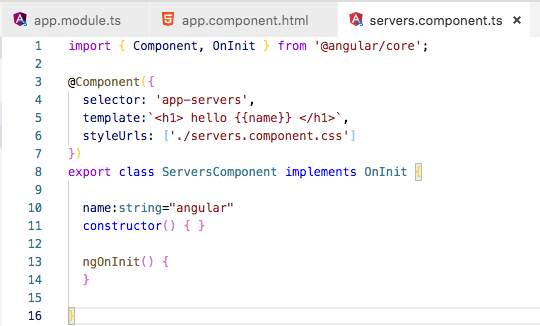 app.module.ts app.component.html servers.component.ts ×
1 import { Component, OnInit } from '@angular/core';
2
3 @Component({
4   selector: 'app-servers',
5   template:`<h1> hello {{name}} </h1>`,
6   styleUrls: ['./servers.component.css']
7 })
8 export class ServersComponent implements OnInit {
9
10   name:string="angular"
11   constructor() { }
12
13   ngOnInit() {
14   }
15
16 }